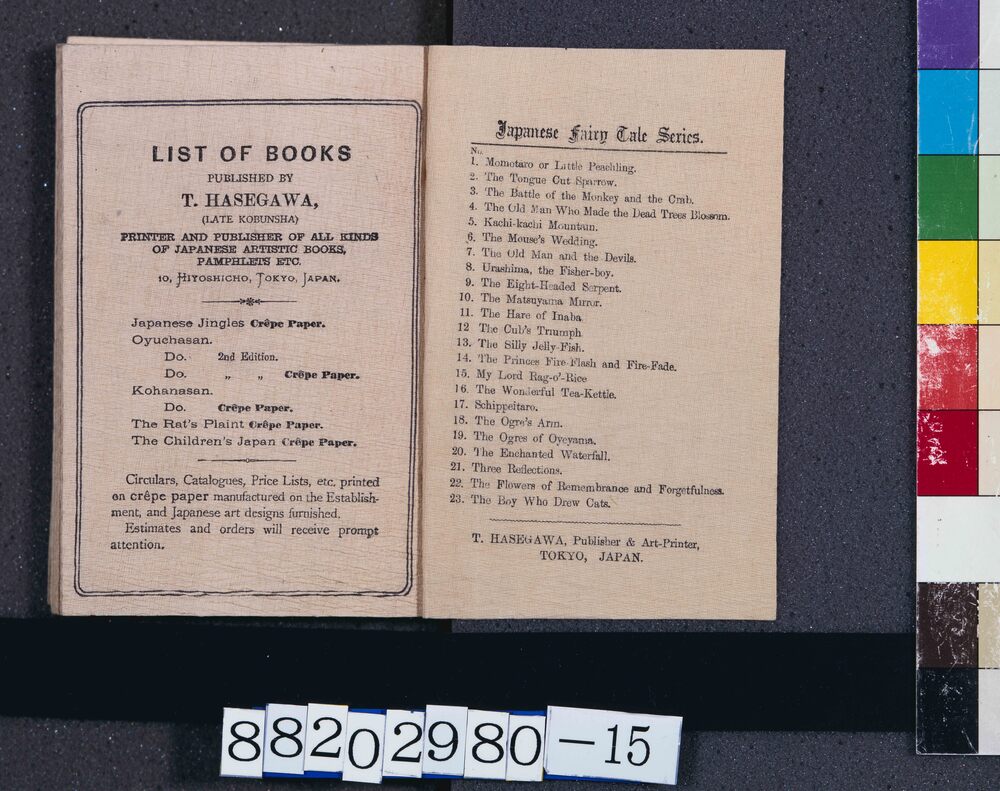 LIST OF BOOKS
PUBLISHED BY
T. HASEGAWA,
(LATE KOBUNSHA)
PRINTER AND PUBLISHER OF ALL KINDS
OF JAPANESE ARTISTIC BOOKS,
PAMPHLETS ETC.
10, HIYOSHICHO, TOKYO, JAPAN.
Japanese Jingles Crêpe Paper.
Oyuchasan.
Do. 2nd Edition.
Do. „ „ Crêpe Paper.
Kohanasan.
Do. Crêpe Paper.
The Rat's Plaint Crêpe Paper.
The Children's Japan Crêpe Paper.
Circulars, Catalogues, Price Lists, etc. printed
on crêpe paper manufactured on the Establish-
ment, and Japanese art designs furnished.
Estimates and orders will receive prompt
attention.
Japanese Fairy Tale Series.
No.
1. Momotaro or Little Peachling.
2. The Tongue Cut Sparrow.
3. The Battle of the Monkey and the Crab.
4. The Old Man Who Made the Dead Trees Blossom.
5. Kachi-kachi Mountain.
6. The Mouse's Wedding.
7. The Old Man and the Devils.
8. Urashima, the Fisher-boy.
9. The Eight-Headed Serpent.
10. The Matsuyama Mirror.
11. The Hare of Inaba.
12 The Cub's Triumph.
13. The Silly Jelly-Fish.
14. The Princes Fire-Flash and Fire-Fade.
15. My Lord Bag-o'-Rice
16. The Wonderful Tea-Kettle.
17. Schippeitaro.
18. The Ogre's Arm.
19. The Ogres of Oyeyama.
20. The Enchanted Waterfall.
21. Three Reflections.
22. The Flowers of Remembrance and Forgetfulness.
23. The Boy Who Drew Cats.
T. HASEGAWA, Publisher & Art-Printer,
TOKYO, JAPAN.
88202980-15